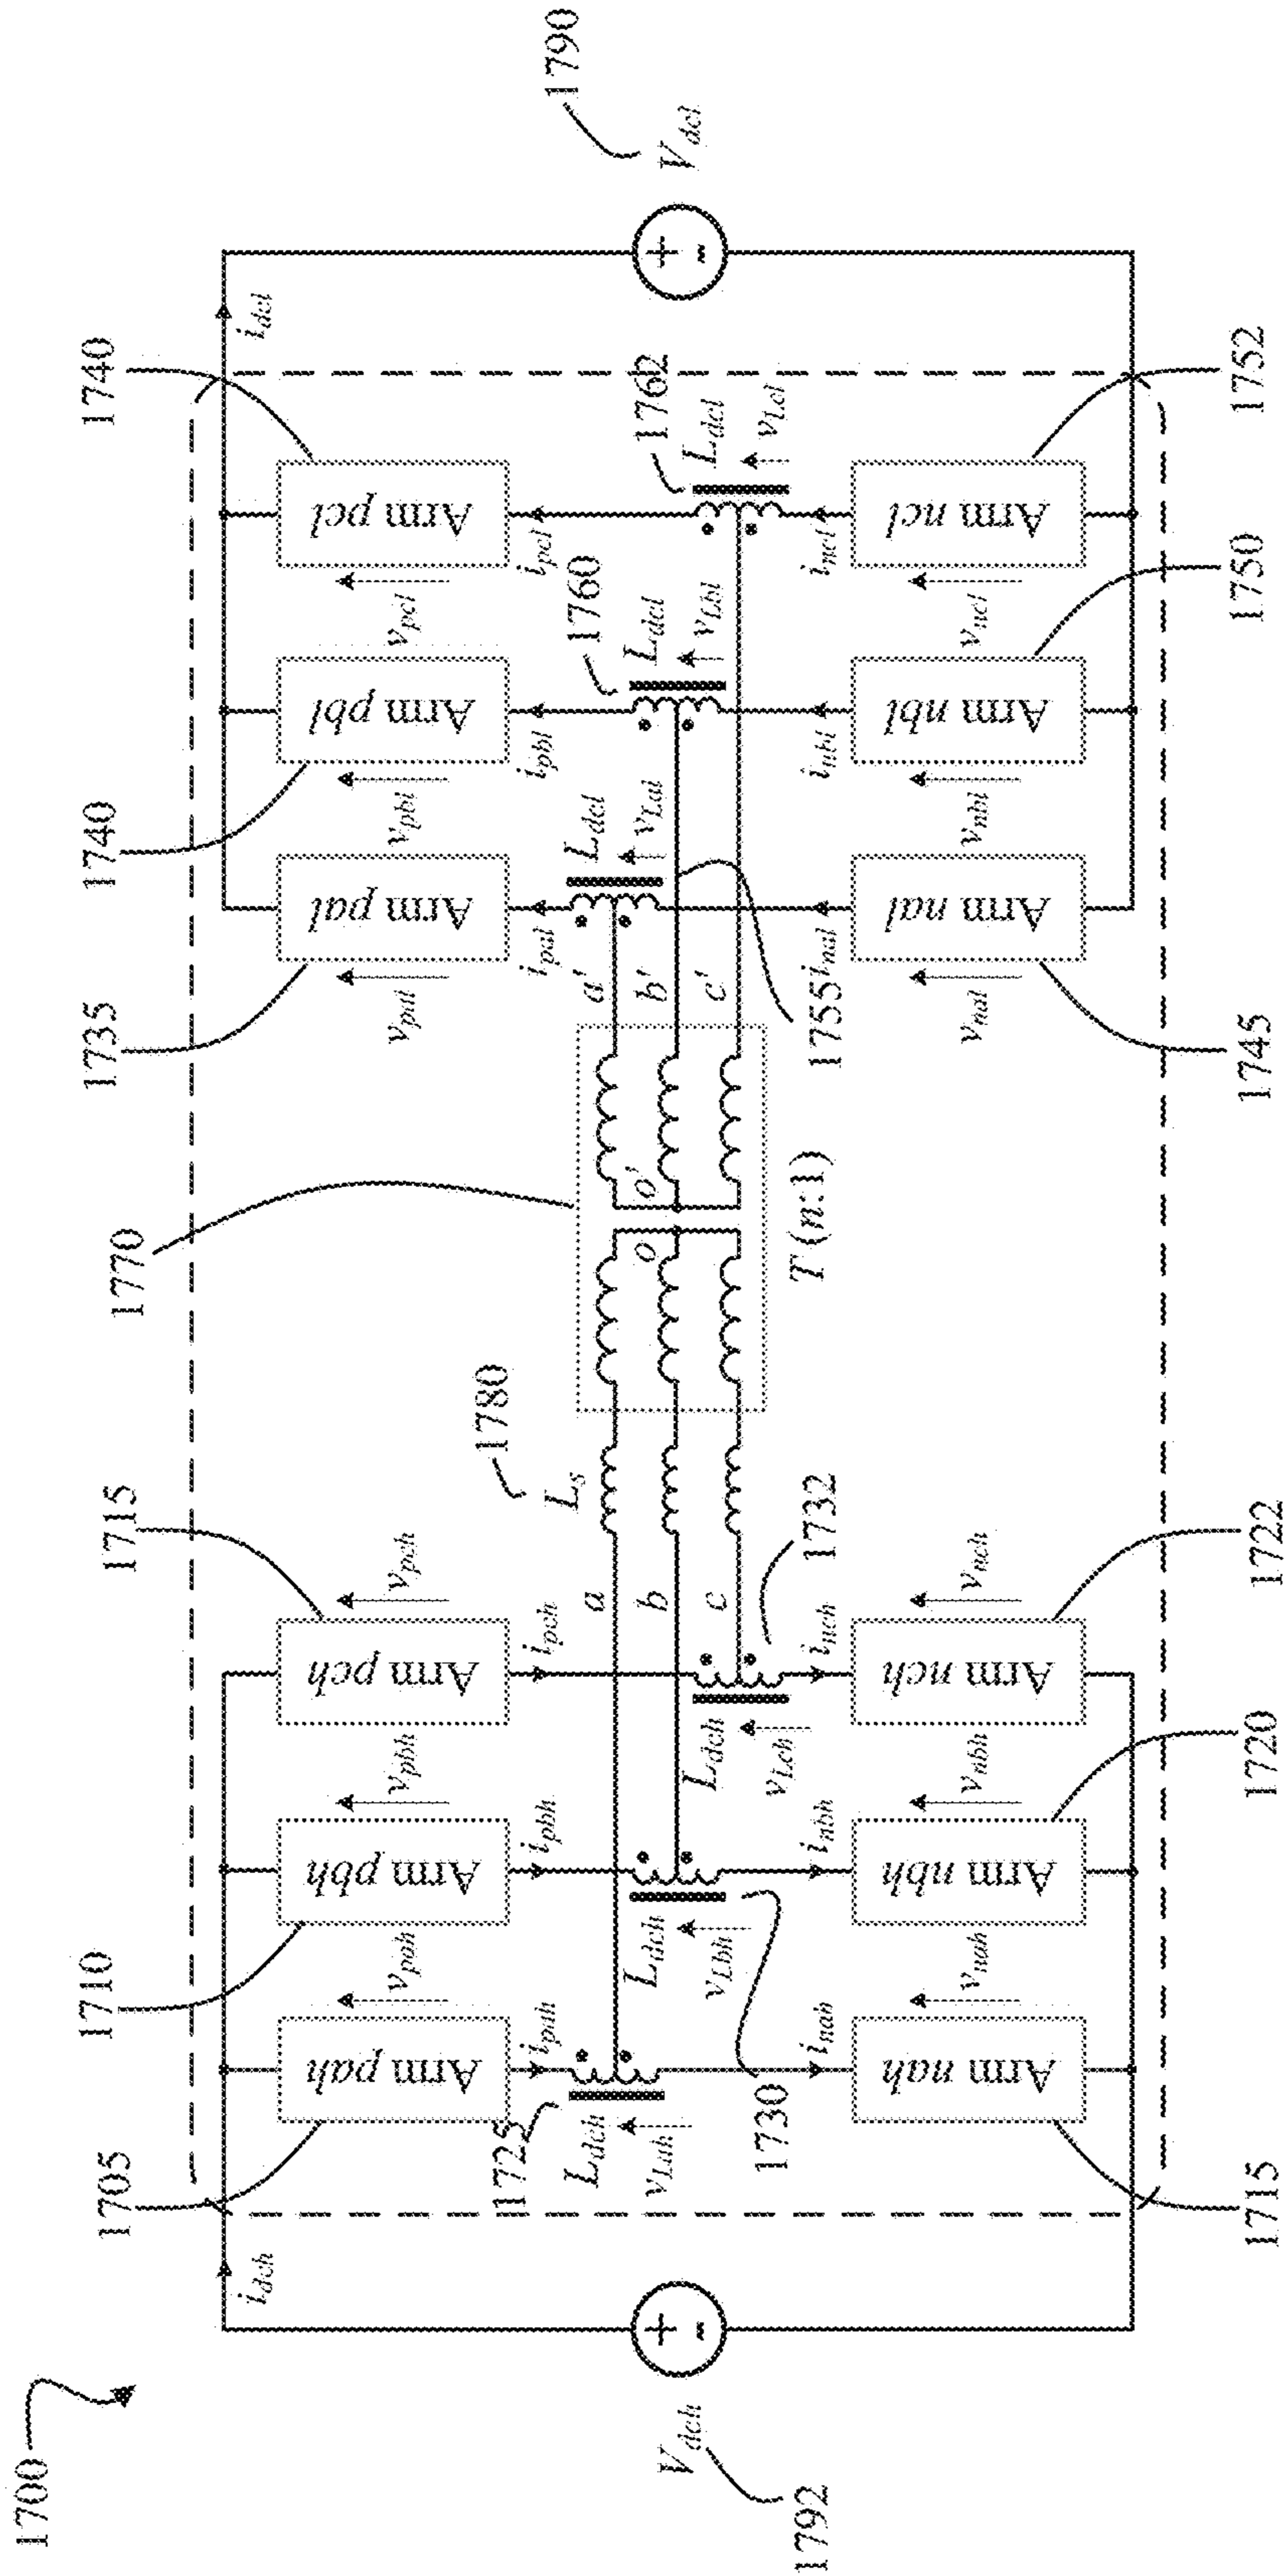 1700
1705
1710
1715
1770
1735
1740
1740
i_dch
i_dcl
Arm pah
Arm pbh
Arm pch
Arm pal
Arm pbl
Arm pcl
v_pah
v_pbh
v_pch
v_pal
v_pbl
v_pcl
i_pah
i_pbh
i_pch
i_pal
i_pbl
i_pcl
1725
1780
1760
1762
1790
L_dch
L_dch
L_dch
L_s
L_dcl
L_dcl
L_dcl
v_Lah
v_Lbh
v_Lch
v_Lal
v_Lbl
v_Lcl
a
b
c
o
o'
a'
b'
c'
V_dch
+
-
V_dcl
+
-
1792
1730
1732
T (n:1)
1755
i_nah
i_nbh
i_nch
i_nal
i_nbl
i_ncl
v_nah
v_nbh
v_nch
v_nal
v_nbl
v_ncl
Arm nah
Arm nbh
Arm nch
Arm nal
Arm nbl
Arm ncl
1715
1720
1722
1745
1750
1752